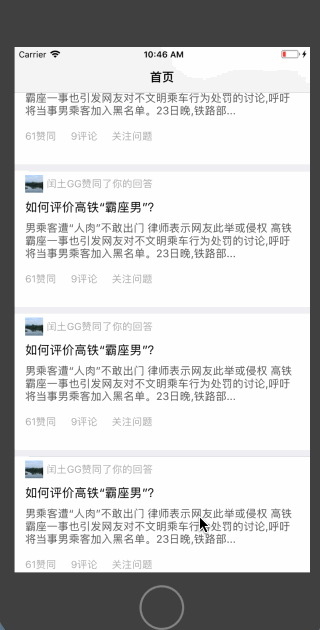 Carrier 10:46 AM
首页
霸座一事也引发网友对不文明乘车行为处罚的讨论,呼吁
将当事男乘客加入黑名单。23日晚,铁路部...
61赞同 9评论 关注问题
闰土GG赞同了你的回答
如何评价高铁“霸座男”?
男乘客遭“人肉”不敢出门 律师表示网友此举或侵权 高铁
霸座一事也引发网友对不文明乘车行为处罚的讨论,呼吁
将当事男乘客加入黑名单。23日晚,铁路部...
61赞同 9评论 关注问题
闰土GG赞同了你的回答
如何评价高铁“霸座男”?
男乘客遭“人肉”不敢出门 律师表示网友此举或侵权 高铁
霸座一事也引发网友对不文明乘车行为处罚的讨论,呼吁
将当事男乘客加入黑名单。23日晚,铁路部...
61赞同 9评论 关注问题
闰土GG赞同了你的回答
如何评价高铁“霸座男”?
男乘客遭“人肉”不敢出门 律师表示网友此举或侵权 高铁
霸座一事也引发网友对不文明乘车行为处罚的讨论,呼吁
将当事男乘客加入黑名单。23日晚,铁路部...
61赞同 9评论 关注问题